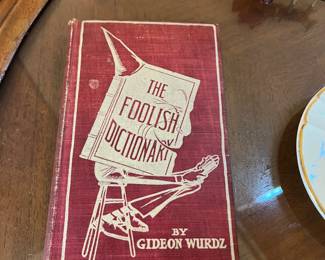 THE
FOOLISH
DICTIONARY
BY
GIDEON WURDZ